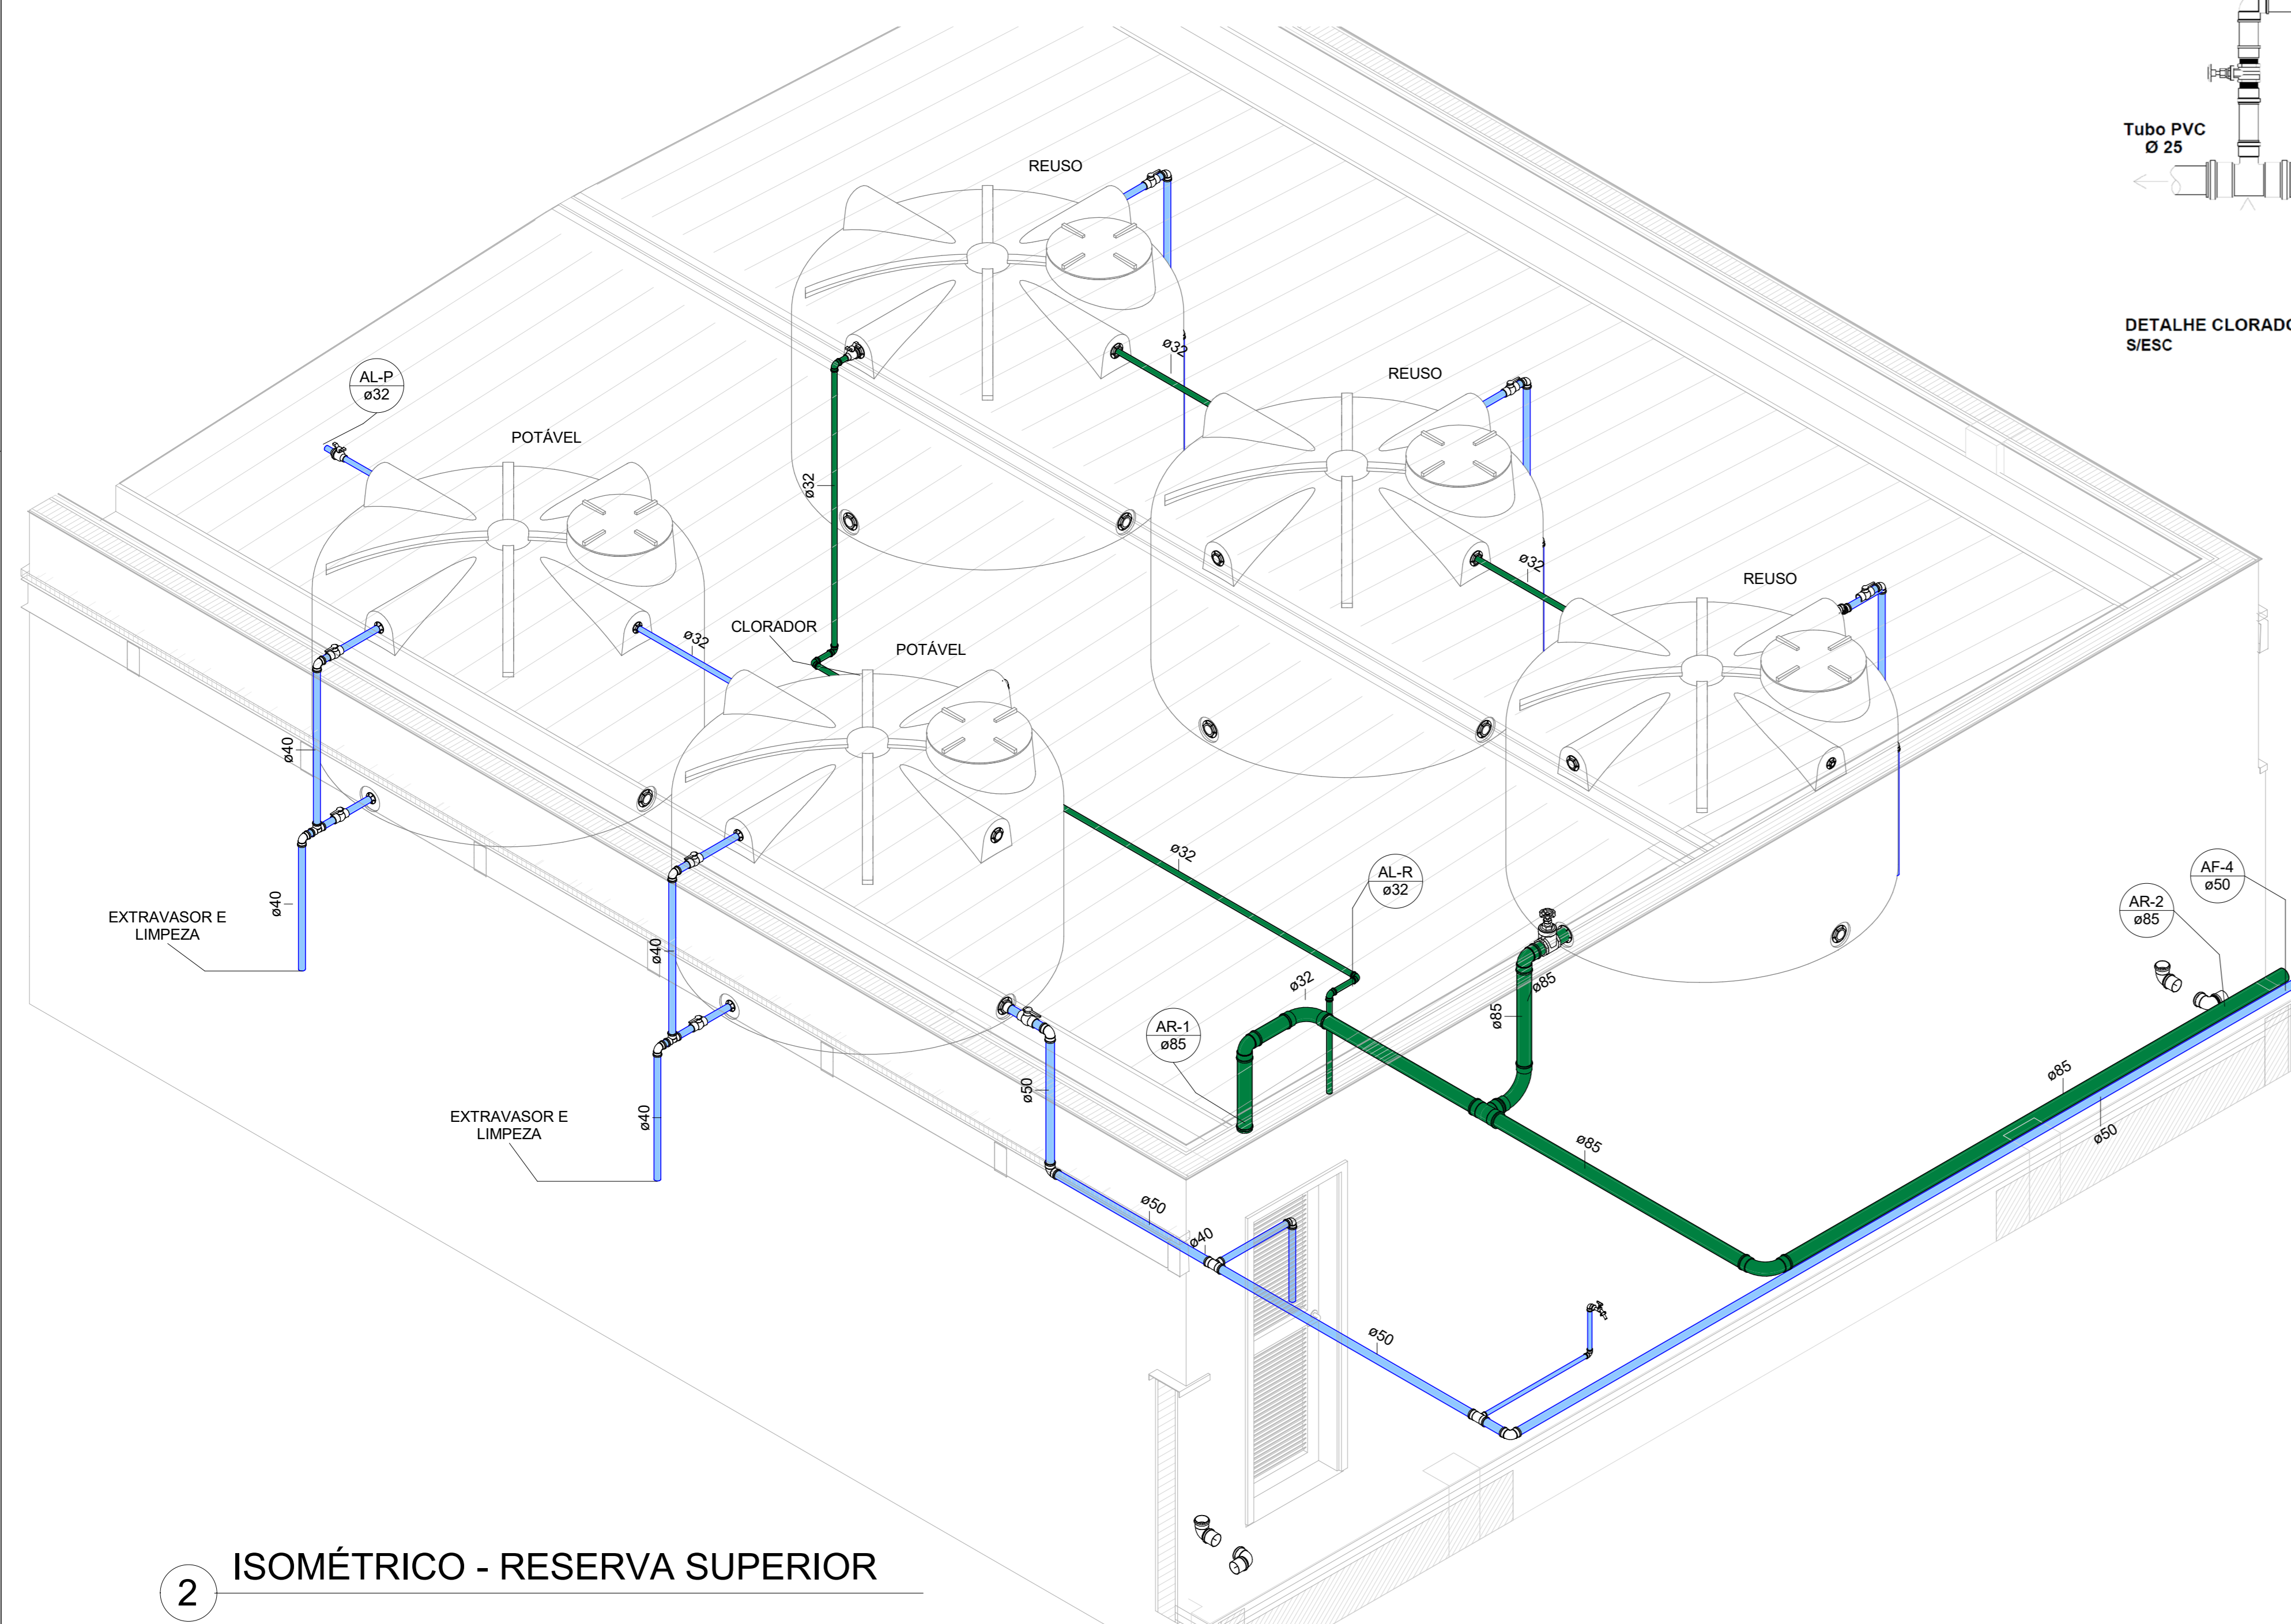 Tubo PVC
Ø 25
DETALHE CLORADO
S/ESC
REUSO
ø32
REUSO
AL-P
ø32
POTÁVEL
ø32
ø32
REUSO
CLORADOR
ø32
POTÁVEL
ø40
ø32
AL-R
ø32
AF-4
ø50
AR-2
ø85
ø40
EXTRAVASOR E
LIMPEZA
ø40
ø32
ø85
ø85
AR-1
ø85
ø85
ø50
ø50
EXTRAVASOR E
LIMPEZA
ø40
ø85
ø50
ø40
ø50
2
ISOMÉTRICO - RESERVA SUPERIOR